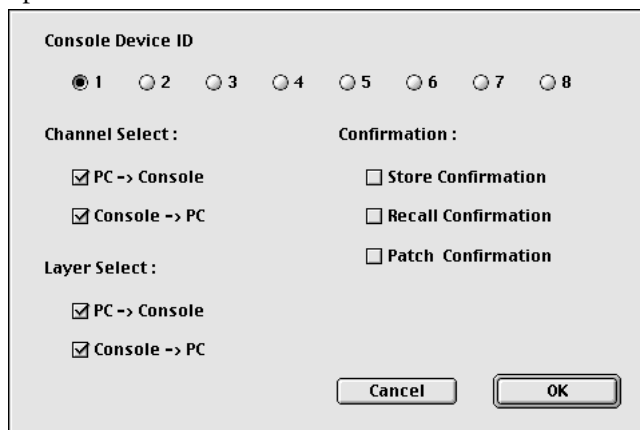 Console Device ID
1 2 3 4 5 6 7 8
Channel Select :
PC -> Console
Console -> PC
Layer Select :
PC -> Console
Console -> PC
Confirmation :
Store Confirmation
Recall Confirmation
Patch Confirmation
Cancel OK